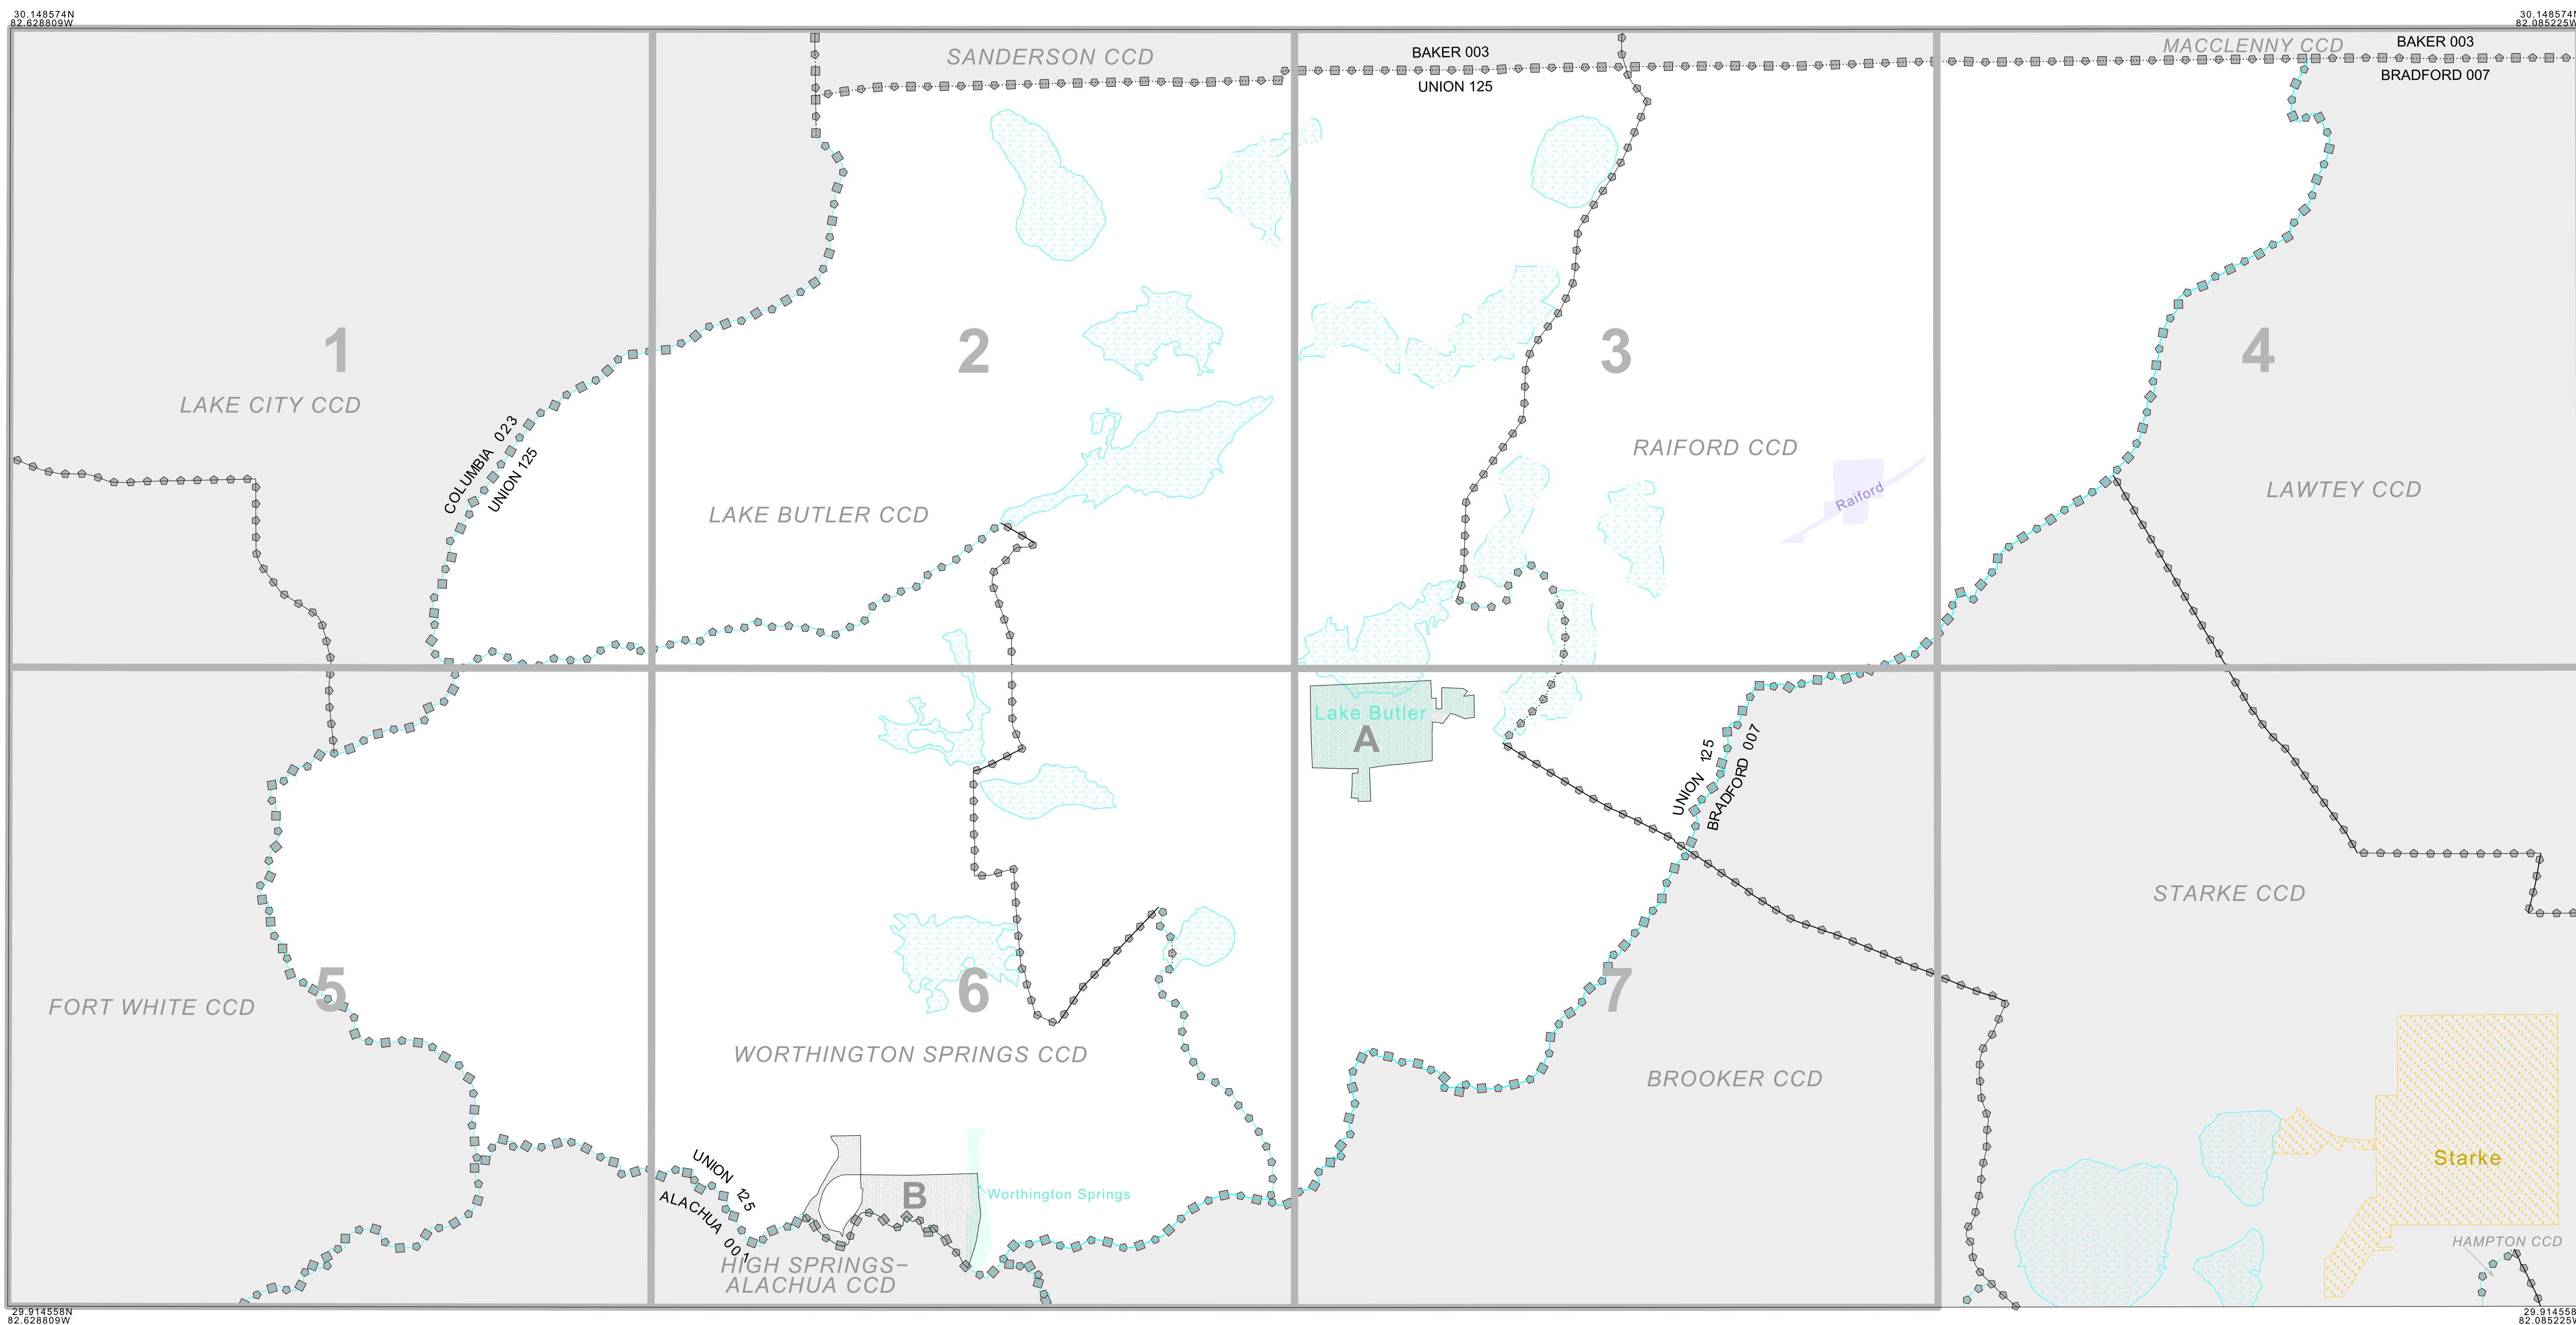 30.148574N
82.628809W
30.148574N
82.085225W
SANDERSON CCD
BAKER 003
UNION 125
MACCLENNY CCD
BAKER 003
BRADFORD 007
1
2
3
4
LAKE CITY CCD
COLUMBIA 023
UNION 125
LAKE BUTLER CCD
RAIFORD CCD
Raiford
LAWTEY CCD
Lake Butler
A
UNION 125
BRADFORD 007
STARKE CCD
5
6
7
FORT WHITE CCD
WORTHINGTON SPRINGS CCD
BROOKER CCD
UNION 125
ALACHUA 001
B
Worthington Springs
Starke
HIGH SPRINGS-
ALACHUA CCD
HAMPTON CCD
29.914558N
82.628809W
29.914558
82.085225W